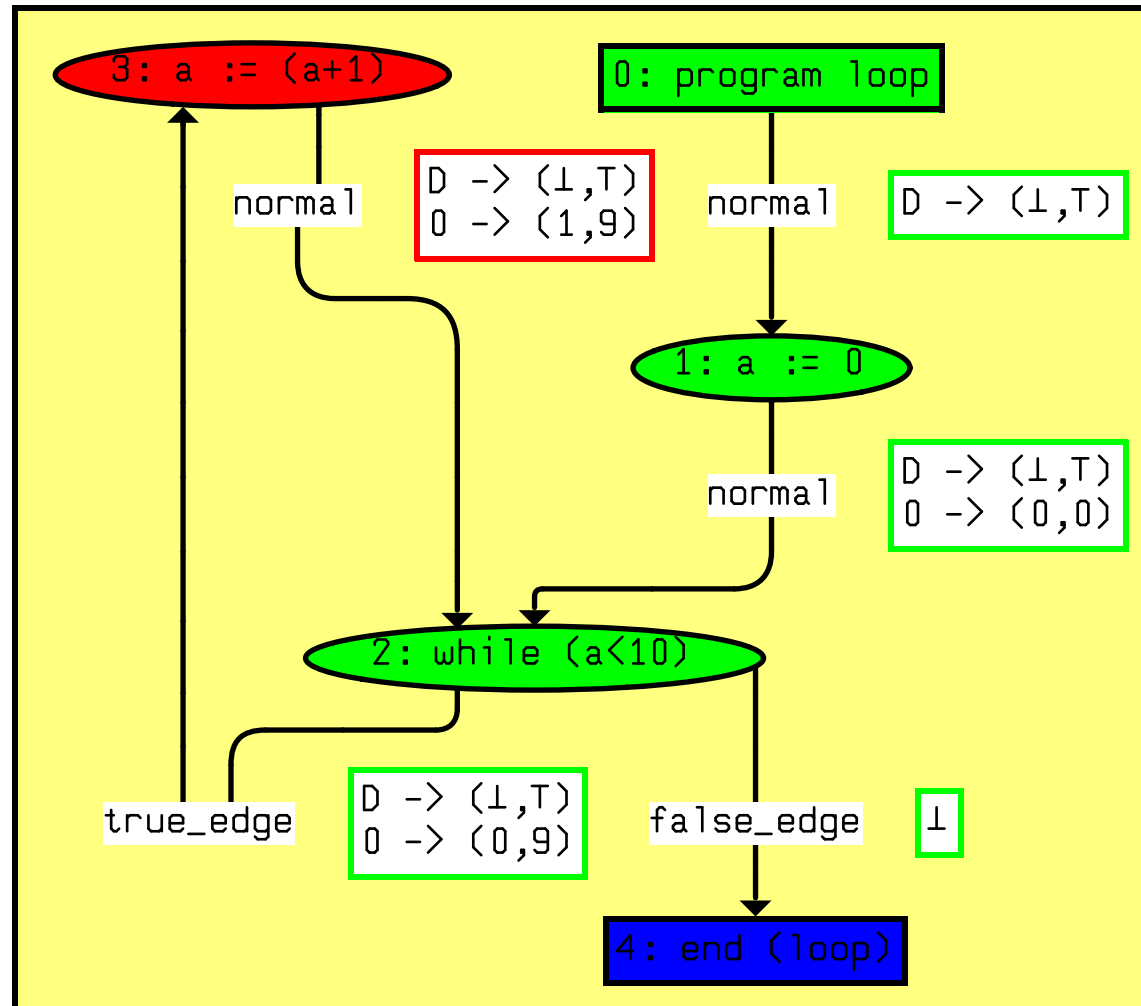 3: a := (a+1)
0: program loop
normal
D -> (⊥,T)
0 -> (1,9)
normal
D -> (⊥,T)
1: a := 0
normal
D -> (⊥,T)
0 -> (0,0)
2: while (a<10)
true_edge
D -> (⊥,T)
0 -> (0,9)
false_edge
⊥
4: end (loop)